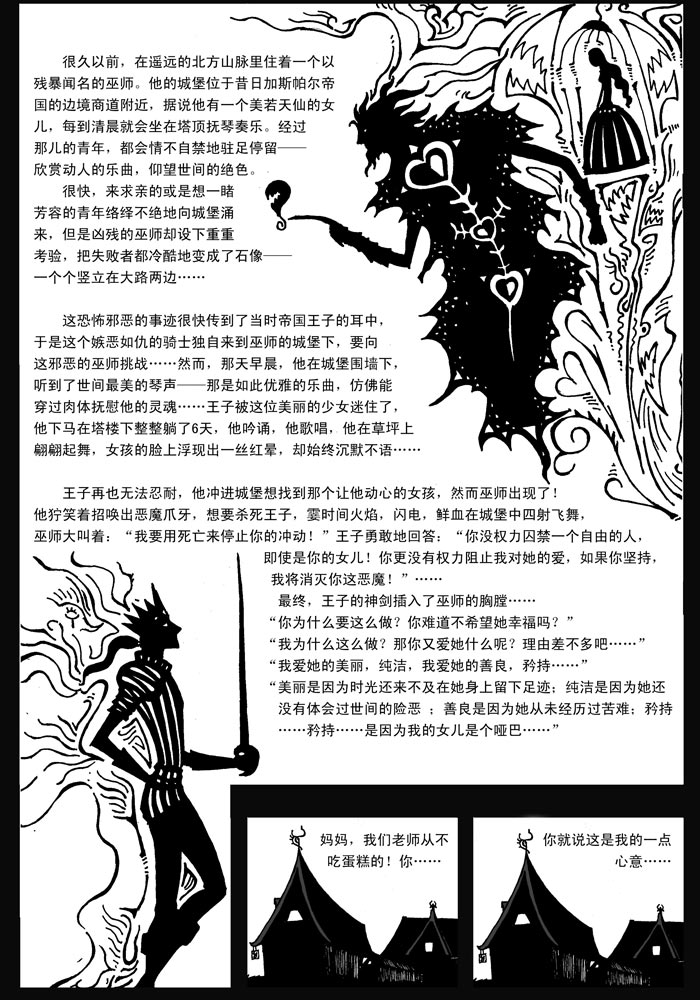 很久以前，在遥远的北方山脉里住着一个以
残暴闻名的巫师。他的城堡位于昔日加斯帕尔帝
国的边境商道附近，据说他有一个美若天仙的女
儿，每到清晨就会坐在塔顶抚琴奏乐。经过
那儿的青年，都会情不自禁地驻足停留——
欣赏动人的乐曲，仰望世间的绝色。
很快，来求亲的或是想一睹
芳容的青年络绎不绝地向城堡涌
来，但是凶残的巫师却设下重重
考验，把失败者都冷酷地变成了石像——
一个个竖立在大路两边……
这恐怖邪恶的事迹很快传到了当时帝国王子的耳中，
于是这个嫉恶如仇的骑士独自来到巫师的城堡下，要向
这邪恶的巫师挑战……然而，那天早晨，他在城堡围墙下，
听到了世间最美的琴声——那是如此优雅的乐曲，仿佛能
穿过肉体抚慰他的灵魂……王子被这位美丽的少女迷住了，
他下马在塔楼下整整躺了6天，他吟诵，他歌唱，他在草坪上
翩翩起舞，女孩的脸上浮现出一丝红晕，却始终沉默不语……
王子再也无法忍耐，他冲进城堡想找到那个让他动心的女孩，然而巫师出现了！
他狞笑着招唤出恶魔爪牙，想要杀死王子，霎时间火焰，闪电，鲜血在城堡中四射飞舞，
巫师大叫着：“我要用死亡来停止你的冲动！”王子勇敢地回答：“你没权力囚禁一个自由的人，
即使是你的女儿！你更没有权力阻止我对她的爱，如果你坚持，
我将消灭你这恶魔！”……
最终，王子的神剑插入了巫师的胸膛……
“你为什么要这么做？你难道不希望她幸福吗？”
“我为什么这么做？那你又爱她什么呢？理由差不多吧……”
“我爱她的美丽，纯洁，我爱她的善良，矜持……”
“美丽是因为时光还来不及在她身上留下足迹；纯洁是因为她还
没有体会过世间的险恶 ；善良是因为她从未经历过苦难；矜持
……矜持……是因为我的女儿是个哑巴……”
妈妈，我们老师从不
吃蛋糕的！你……
你就说这是我的一点
心意……